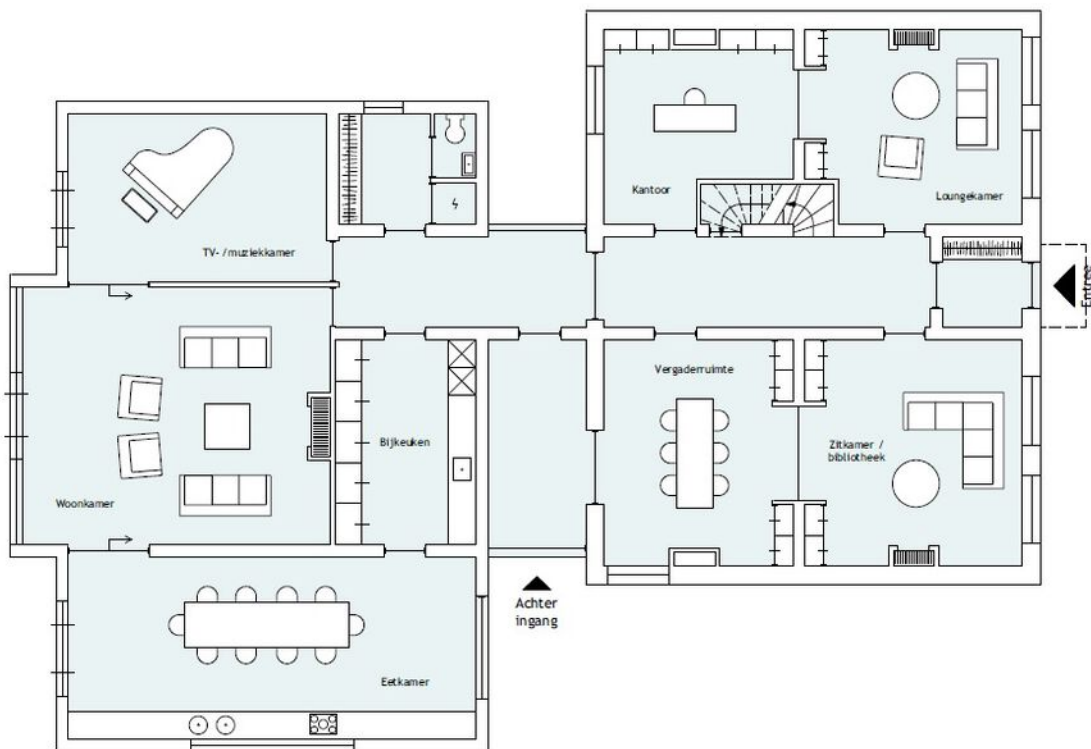 Kantoor
Loungekamer
TV- /muziekkamer
Entree
Vergaderruimte
Bijkeuken
Zitkamer /
bibliotheek
Woonkamer
Achter
ingang
Eetkamer